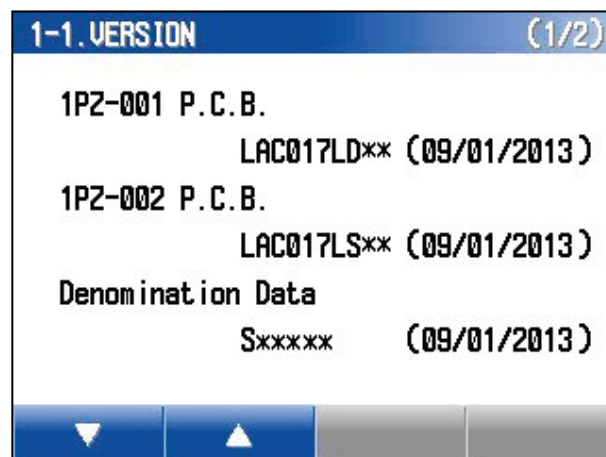 1-1.VERSION (1/2)
1PZ-001 P.C.B.
LAC017LD** (09/01/2013)
1PZ-002 P.C.B.
LAC017LS** (09/01/2013)
Denomination Data
S***** (09/01/2013)